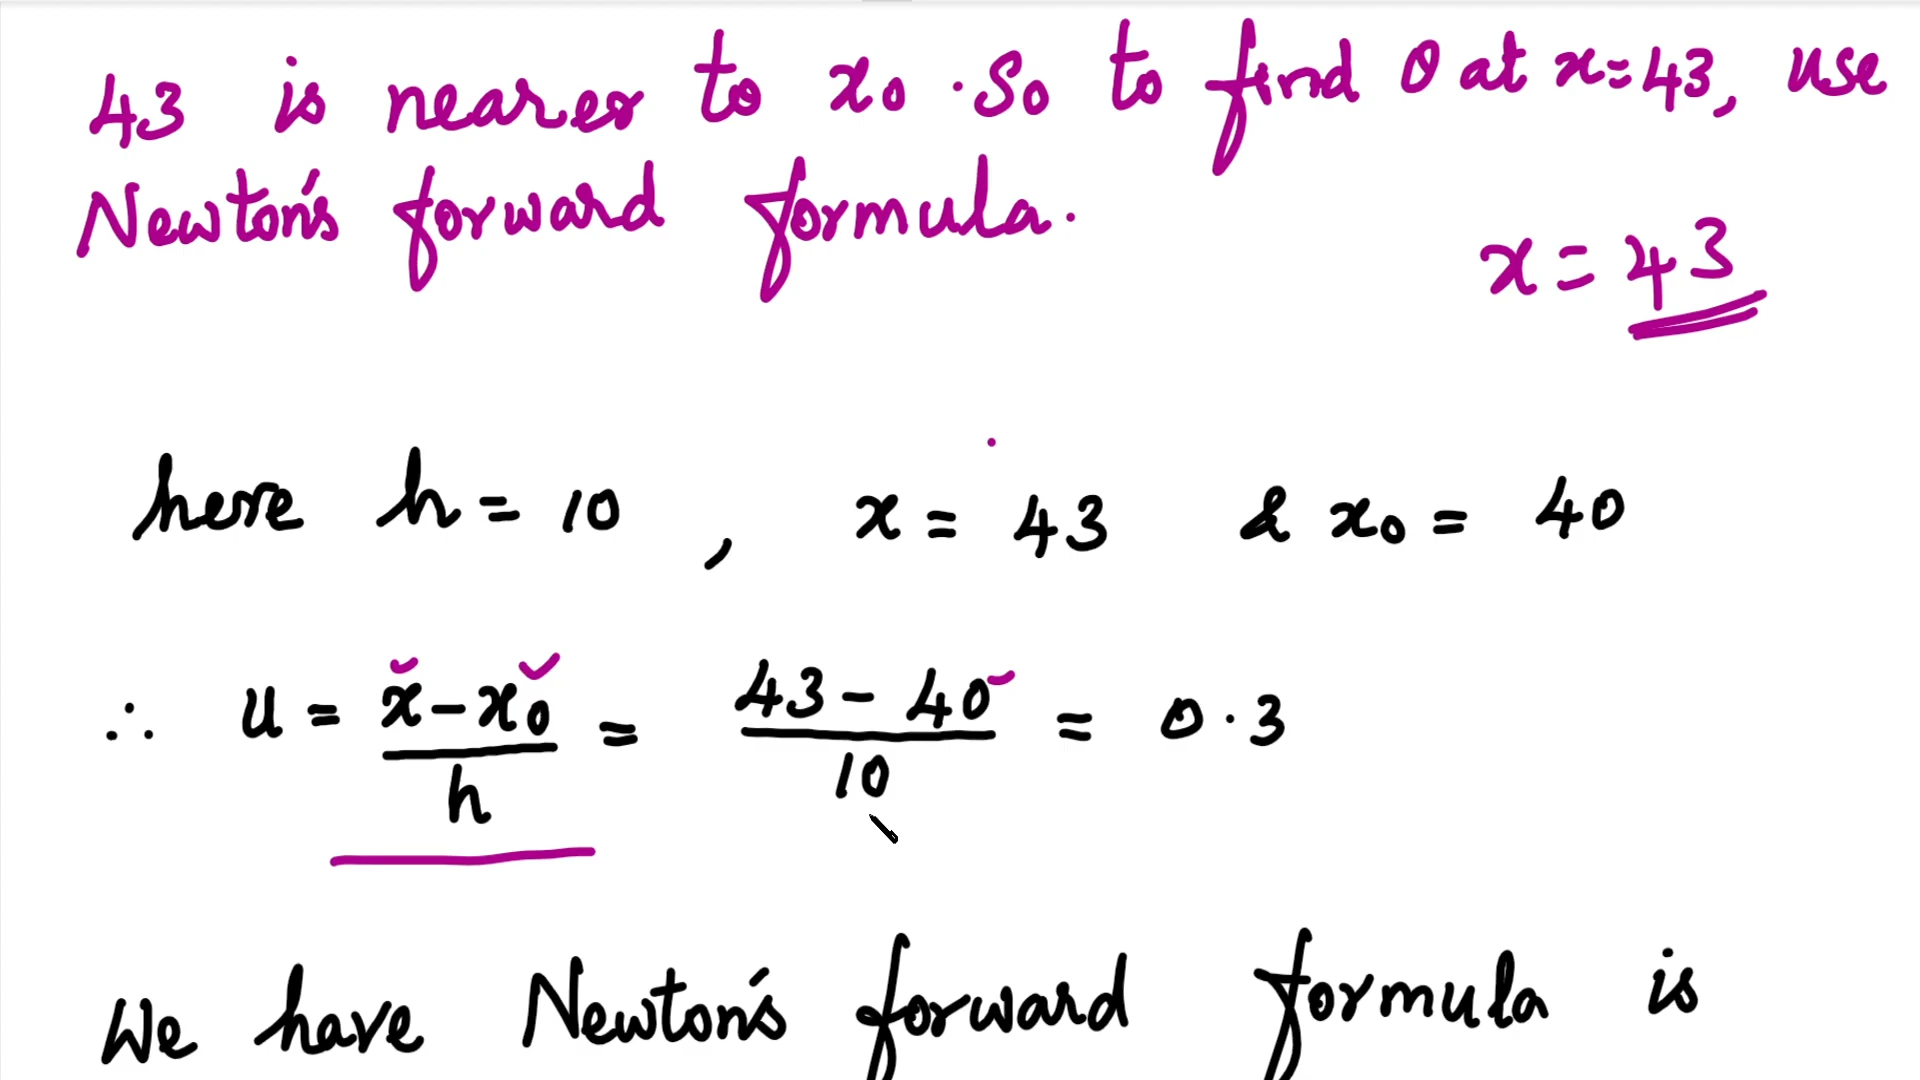 43 is nearer to x₀ . So to find θ at x=43, use
Newton's forward formula.
x = 43
here h = 10 , x = 43 & x₀ = 40
∴ u = x - x₀ / h = 43 - 40 / 10 = 0.3
We have Newton's forward formula is